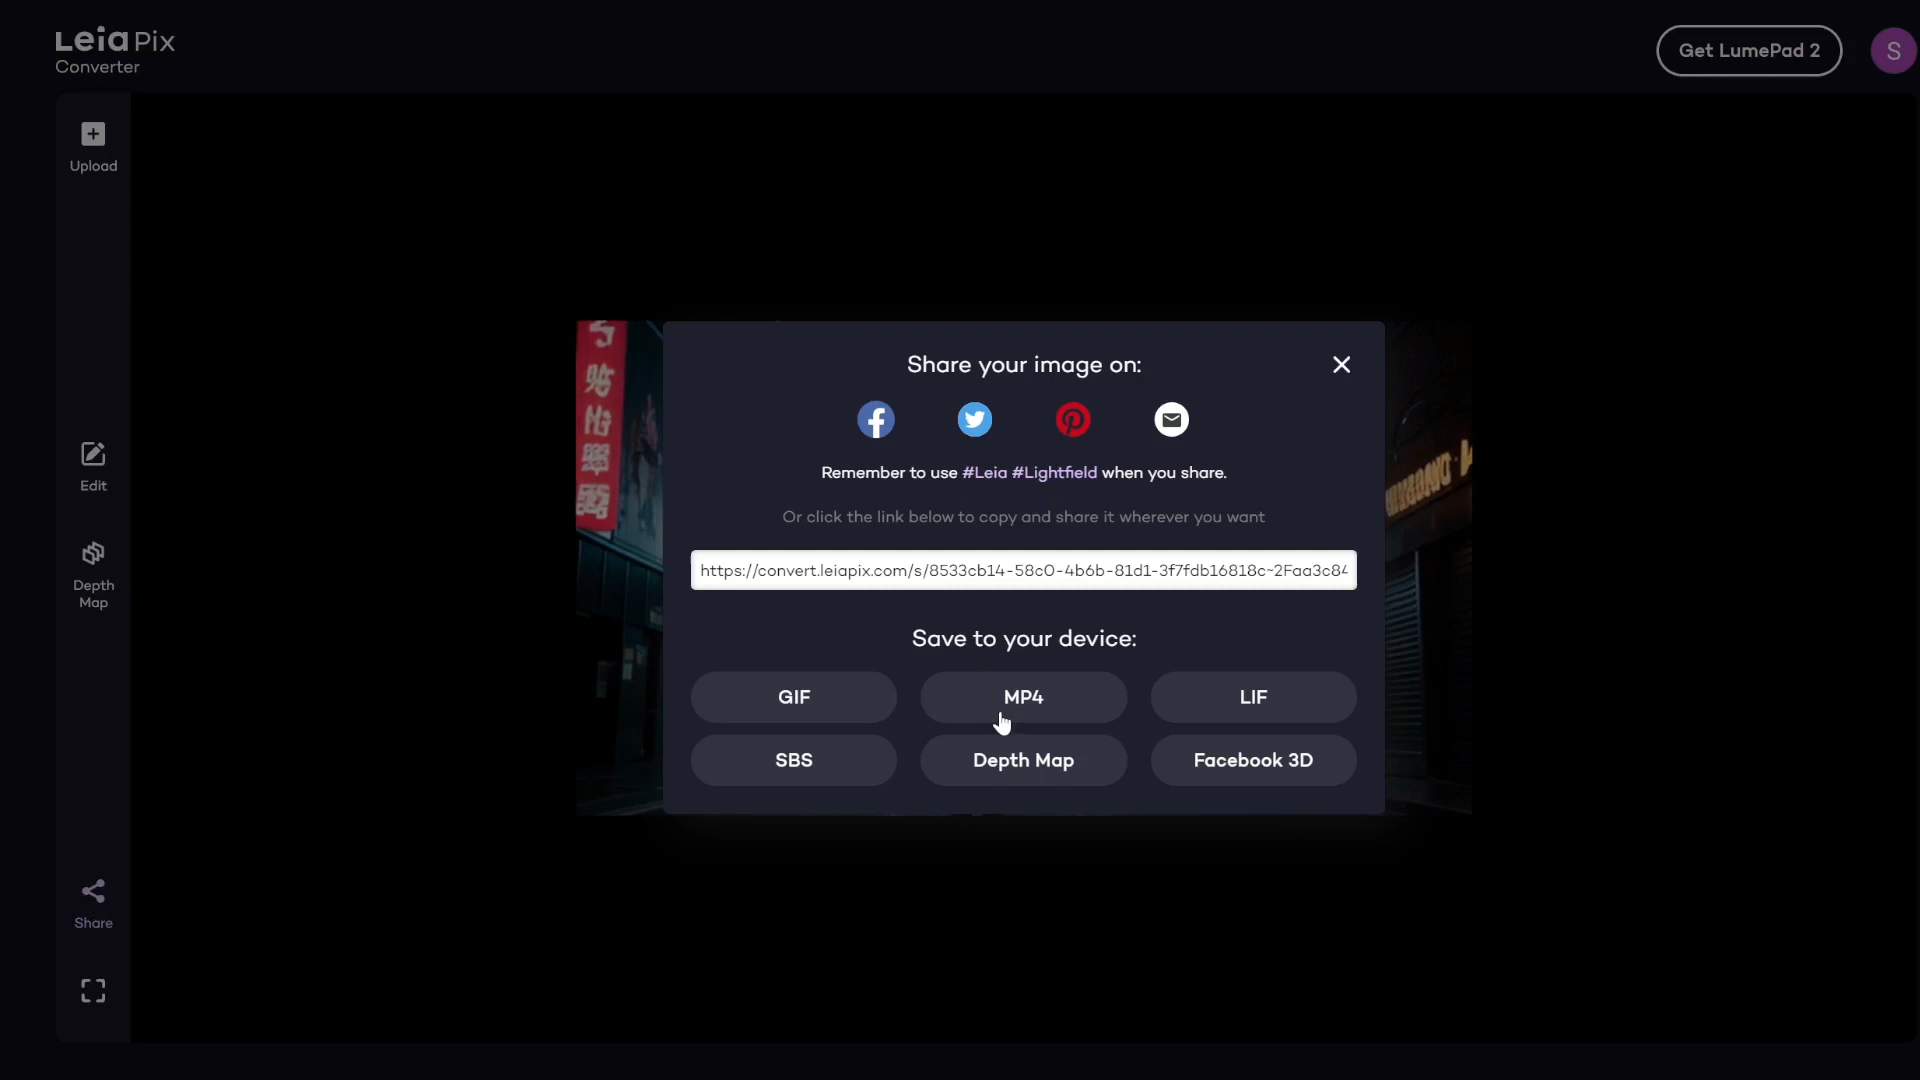 Leia Pix
Converter
Get LumePad 2
S
Upload
Share your image on:
Remember to use #Leia #Lightfield when you share.
Edit
Or click the link below to copy and share it wherever you want
https://convert.leiapix.com/s/8533cb14-58c0-4b6b-81d1-3f7fdb16818c~2Faa3c84
Depth
Map
Save to your device:
GIF
MP4
LIF
SBS
Depth Map
Facebook 3D
Share